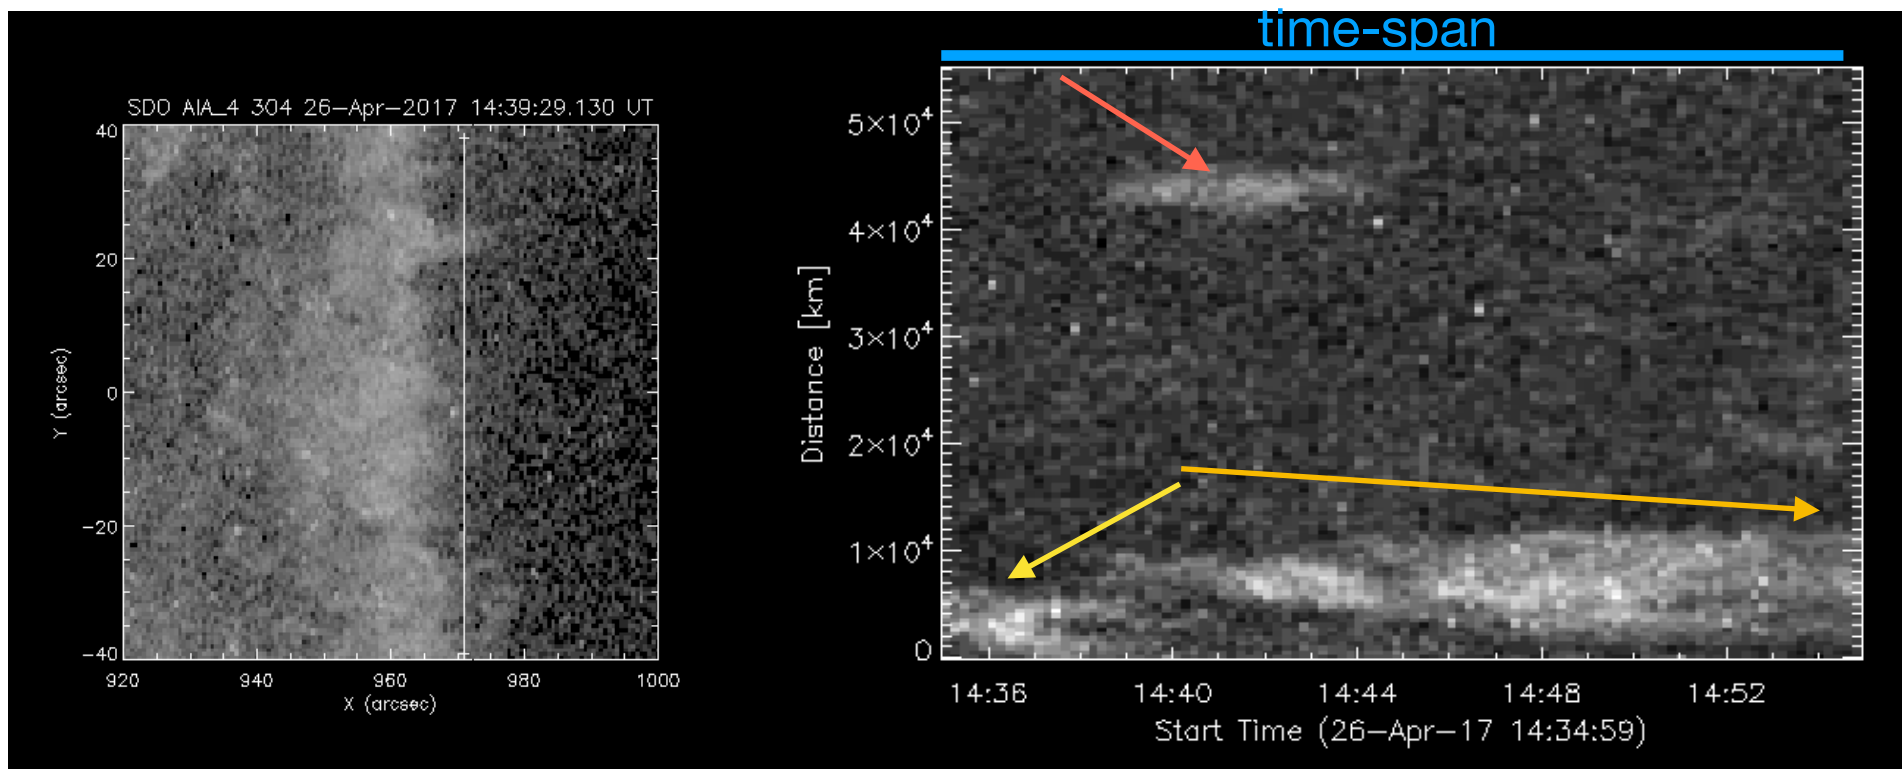 time-span
SDO AIA_4 304 26-Apr-2017 14:39:29.130 UT
40
20
0
-20
-40
Y (arcsec)
920 940 960 980 1000
X (arcsec)
5×10⁴
4×10⁴
3×10⁴
2×10⁴
1×10⁴
0
Distance [km]
14:36 14:40 14:44 14:48 14:52
Start Time (26-Apr-17 14:34:59)